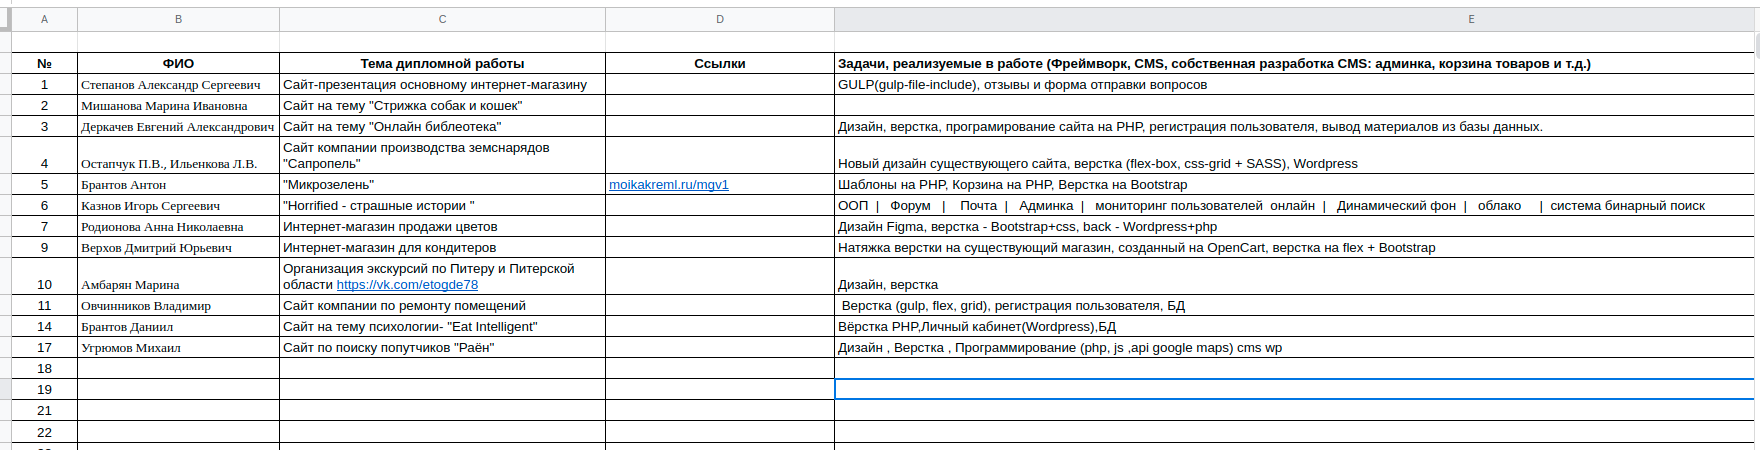 A B C D E
№ ФИО Тема дипломной работы Ссылки Задачи, реализуемые в работе (Фреймворк, CMS, собственная разработка CMS: админка, корзина товаров и т.д.)
1 Степанов Александр Сергеевич Сайт-презентация основному интернет-магазину GULP(gulp-file-include), отзывы и форма отправки вопросов
2 Мишанова Марина Ивановна Сайт на тему "Стрижка собак и кошек"
3 Деркачев Евгений Александрович Сайт на тему "Онлайн библеотека" Дизайн, верстка, програмирование сайта на PHP, регистрация пользователя, вывод материалов из базы данных.
Сайт компании производства земснарядов
4 Остапчук П.В., Ильенкова Л.В. "Сапропель" Новый дизайн существующего сайта, верстка (flex-box, css-grid + SASS), Wordpress
5 Брантов Антон "Микрозелень" moikakreml.ru/mgv1 Шаблоны на PHP, Корзина на PHP, Верстка на Bootstrap
6 Казнов Игорь Сергеевич "Horrified - страшные истории " ООП | Форум | Почта | Админка | мониторинг пользователей онлайн | Динамический фон | облако | система бинарный поиск
7 Родионова Анна Николаевна Интернет-магазин продажи цветов Дизайн Figma, верстка - Bootstrap+css, back - Wordpress+php
9 Верхов Дмитрий Юрьевич Интернет-магазин для кондитеров Натяжка верстки на существующий магазин, созданный на OpenCart, верстка на flex + Bootstrap
Организация экскурсий по Питеру и Питерской
10 Амбарян Марина области https://vk.com/etogde78 Дизайн, верстка
11 Овчинников Владимир Сайт компании по ремонту помещений Верстка (gulp, flex, grid), регистрация пользователя, БД
14 Брантов Даниил Сайт на тему психологии- "Eat Intelligent" Вёрстка PHP,Личный кабинет(Wordpress),БД
17 Угрюмов Михаил Сайт по поиску попутчиков "Раён" Дизайн , Верстка , Программирование (php, js ,api google maps) cms wp
18
19
21
22